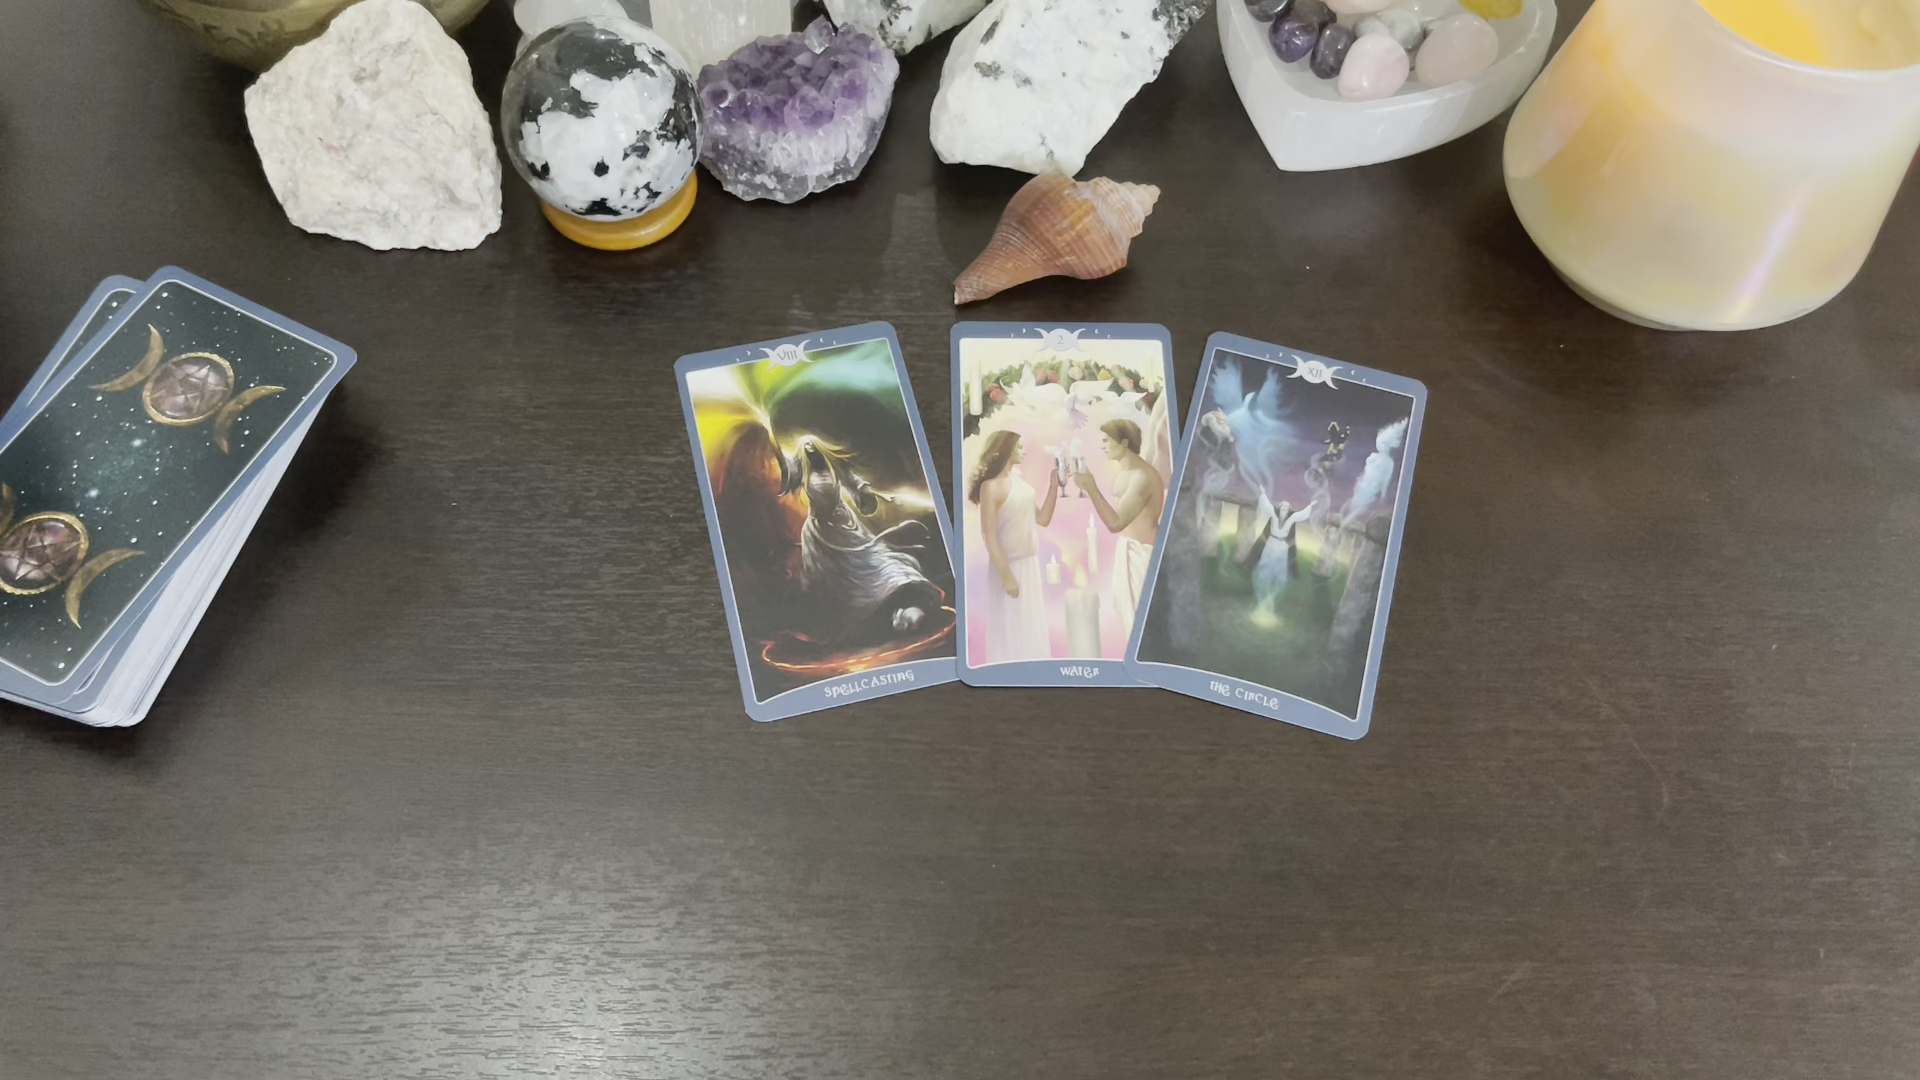 VIII
SPELLCASTING
2
WATER
XII
THE CIRCLE